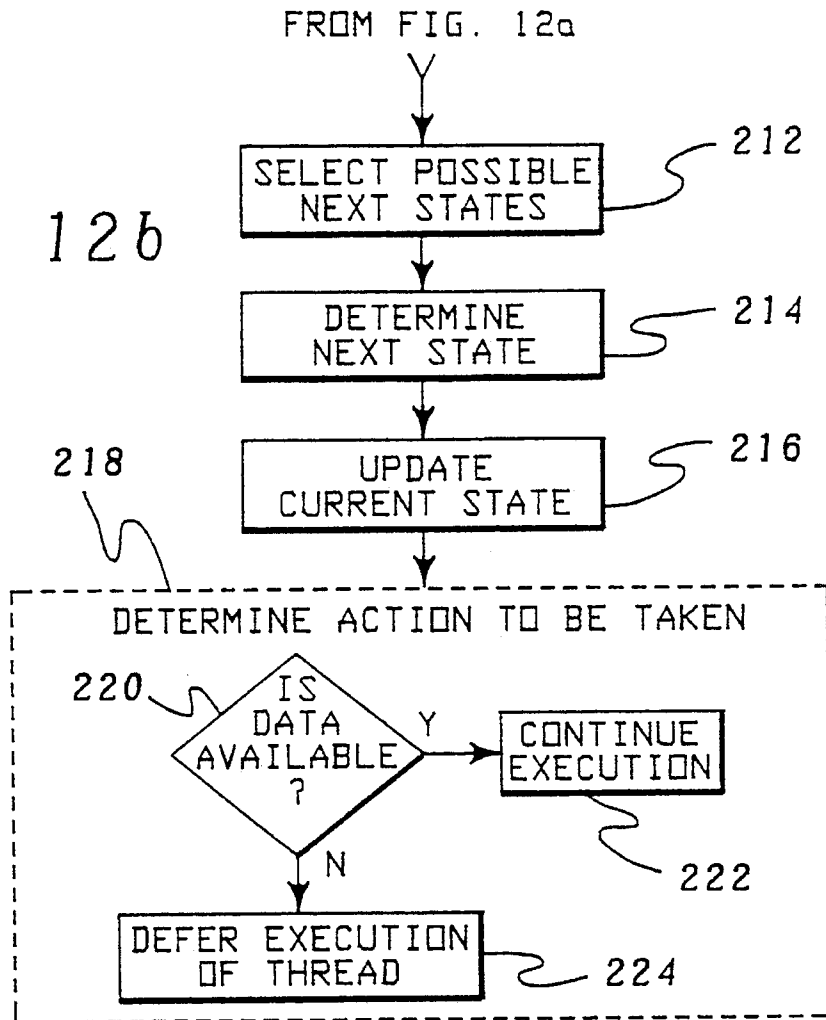 FROM FIG. 12a
SELECT POSSIBLE
NEXT STATES
212
12b
DETERMINE
NEXT STATE
214
UPDATE
CURRENT STATE
216
218
DETERMINE ACTION TO BE TAKEN
220
IS
DATA
AVAILABLE
?
Y
CONTINUE
EXECUTION
222
N
DEFER EXECUTION
OF THREAD
224